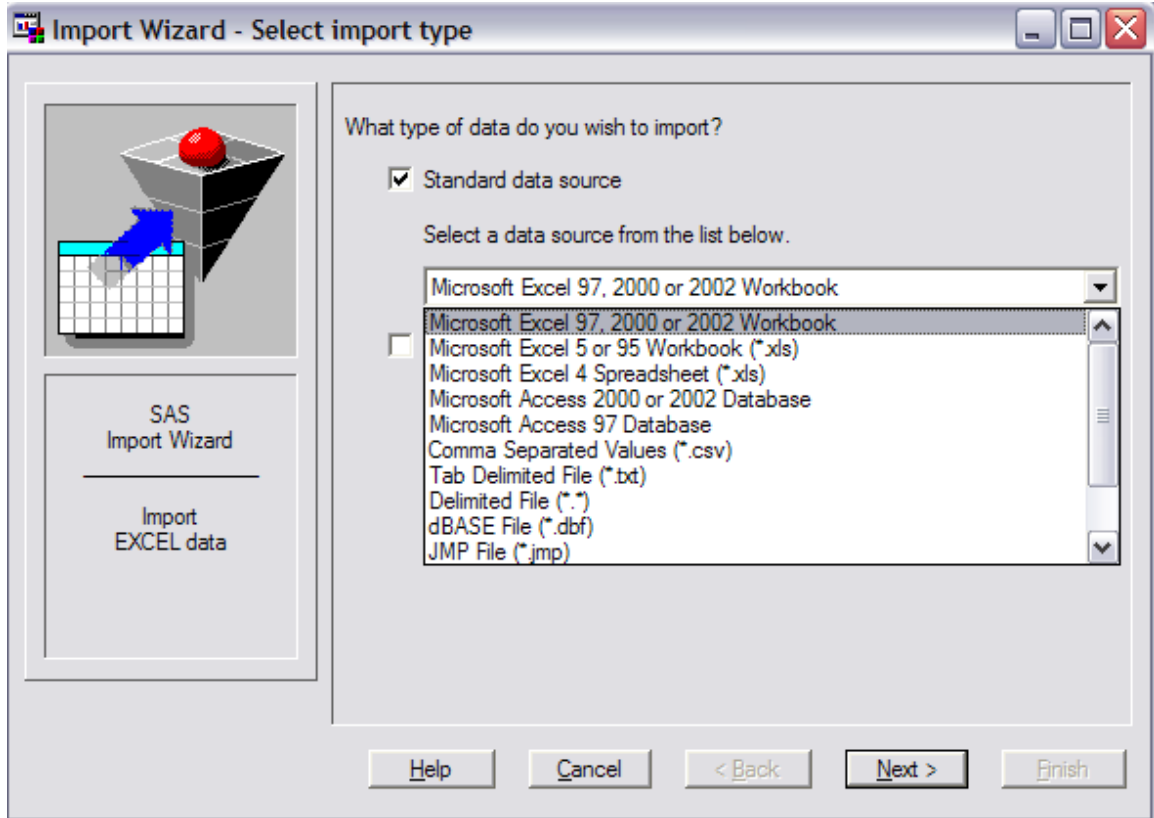 Import Wizard - Select import type
What type of data do you wish to import?
Standard data source
Select a data source from the list below.
Microsoft Excel 97, 2000 or 2002 Workbook
Microsoft Excel 97, 2000 or 2002 Workbook
Microsoft Excel 5 or 95 Workbook (*.xls)
Microsoft Excel 4 Spreadsheet (*.xls)
Microsoft Access 2000 or 2002 Database
Microsoft Access 97 Database
Comma Separated Values (*.csv)
Tab Delimited File (*.txt)
Delimited File (*.*)
dBASE File (*.dbf)
JMP File (*.jmp)
SAS
Import Wizard
Import
EXCEL data
Help Cancel < Back Next > Finish